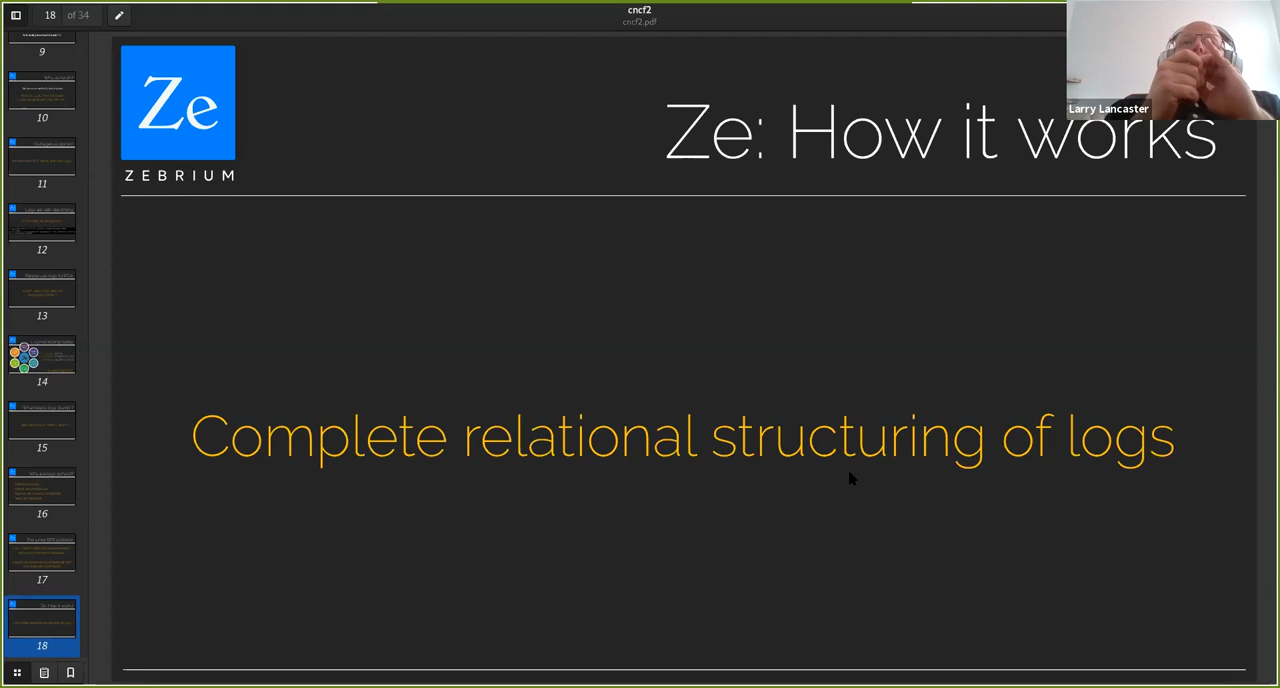 18 of 34
cncf2
cncf2.pdf
Larry Lancaster
Ze
ZEBRIUM
Ze: How it works
Complete relational structuring of logs
9
10
11
12
13
14
15
16
17
18